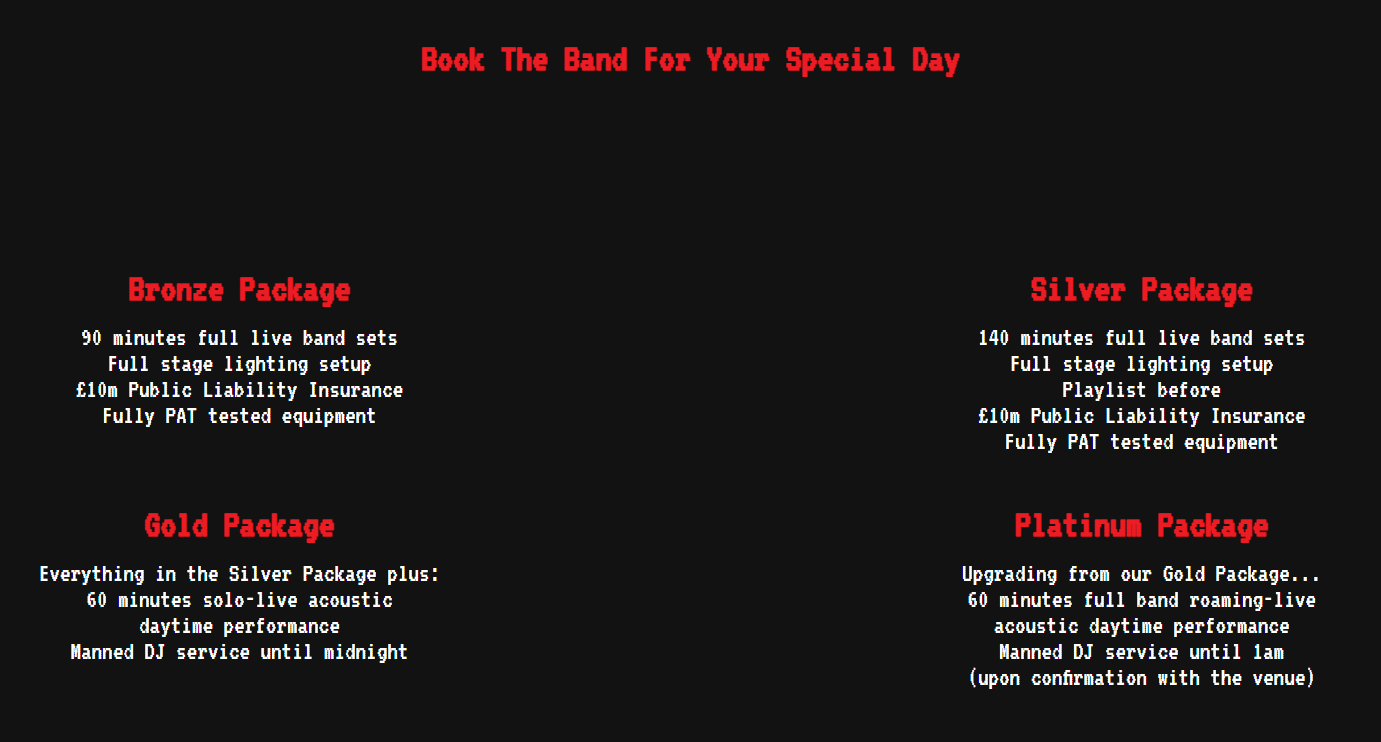 Book The Band For Your Special Day
Bronze Package
90 minutes full live band sets
Full stage lighting setup
£10m Public Liability Insurance
Fully PAT tested equipment
Silver Package
140 minutes full live band sets
Full stage lighting setup
Playlist before
£10m Public Liability Insurance
Fully PAT tested equipment
Gold Package
Everything in the Silver Package plus:
60 minutes solo-live acoustic
daytime performance
Manned DJ service until midnight
Platinum Package
Upgrading from our Gold Package...
60 minutes full band roaming-live
acoustic daytime performance
Manned DJ service until 1am
(upon confirmation with the venue)